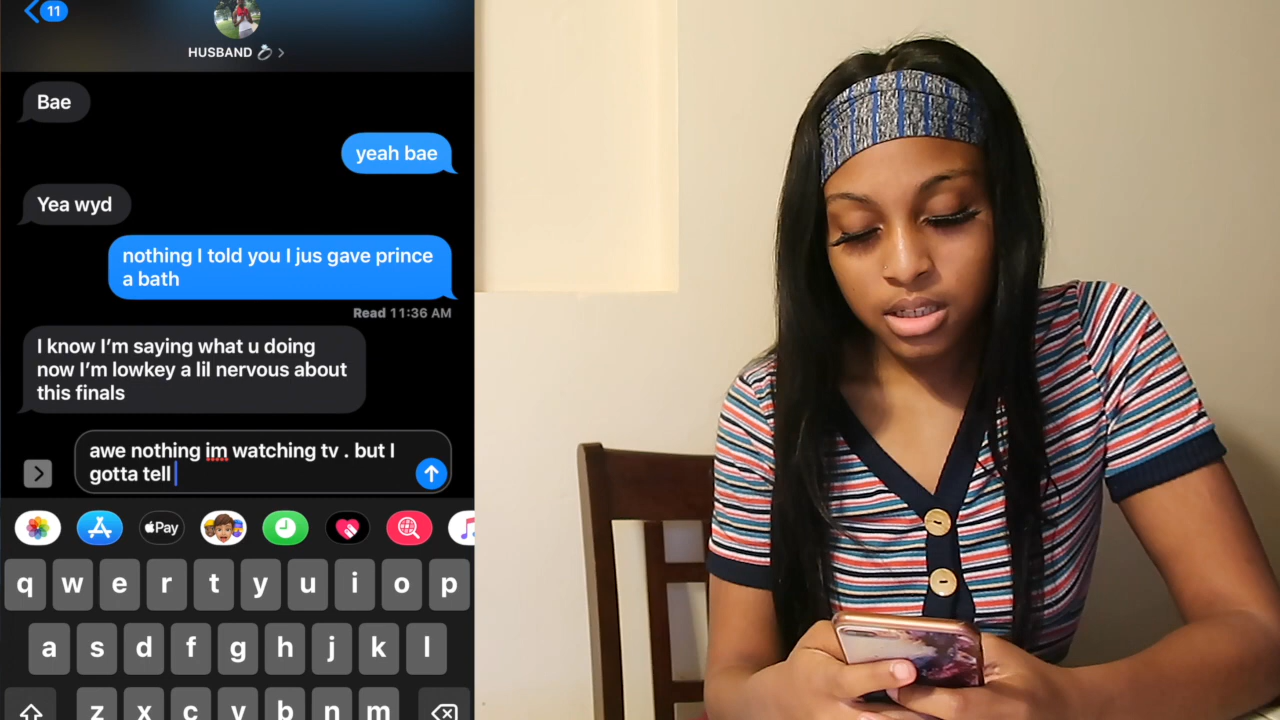 11
HUSBAND 💍 >
Bae
yeah bae
Yea wyd
nothing I told you I jus gave prince
a bath
Read 11:36 AM
I know I'm saying what u doing
now I'm lowkey a lil nervous about
this finals
awe nothing im watching tv . but I
gotta tell
Pay
q w e r t y u i o p
a s d f g h j k l
z x c v b n m